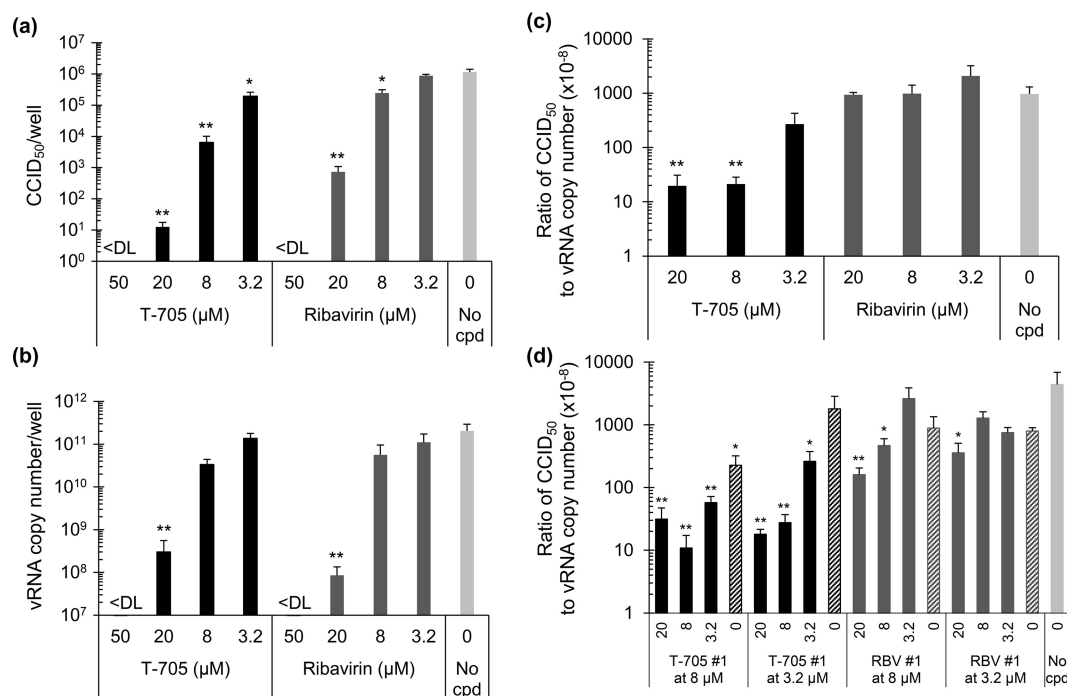 (a)
CCID50/well
10⁷
10⁶
10⁵
10⁴
10³
10²
10¹
10⁰
<DL
**
**
*
<DL
**
*
50 20 8 3.2 50 20 8 3.2 0
T-705 (µM) Ribavirin (µM) No
cpd
(b)
vRNA copy number/well
10¹²
10¹¹
10¹⁰
10⁹
10⁸
10⁷
<DL
**
<DL
**
50 20 8 3.2 50 20 8 3.2 0
T-705 (µM) Ribavirin (µM) No
cpd
(c)
Ratio of CCID50
to vRNA copy number (x10⁻⁸)
10000
1000
100
10
1
**
**
20 8 3.2 20 8 3.2 0
T-705 (µM) Ribavirin (µM) No
cpd
(d)
Ratio of CCID50
to vRNA copy number (x10⁻⁸)
10000
1000
100
10
1
** ** ** * ** ** * ** * *
20 8 3.2 0 20 8 3.2 0 20 8 3.2 0 20 8 3.2 0 0
T-705 #1 T-705 #1 RBV #1 RBV #1 No
at 8 µM at 3.2 µM at 8 µM at 3.2 µM cpd